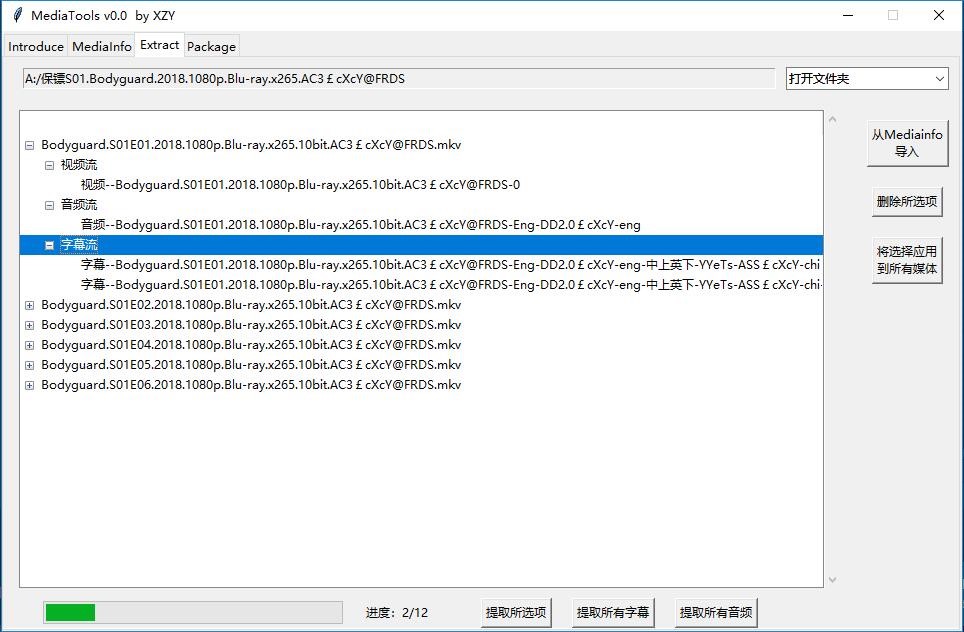 MediaTools v0.0 by XZY
Introduce MediaInfo Extract Package
A:/保镖S01.Bodyguard.2018.1080p.Blu-ray.x265.AC3￡cXcY@FRDS 打开文件夹
Bodyguard.S01E01.2018.1080p.Blu-ray.x265.10bit.AC3￡cXcY@FRDS.mkv
视频流
视频--Bodyguard.S01E01.2018.1080p.Blu-ray.x265.10bit.AC3￡cXcY@FRDS-0
音频流
音频--Bodyguard.S01E01.2018.1080p.Blu-ray.x265.10bit.AC3￡cXcY@FRDS-Eng-DD2.0￡cXcY-eng
字幕流
字幕--Bodyguard.S01E01.2018.1080p.Blu-ray.x265.10bit.AC3￡cXcY@FRDS-Eng-DD2.0￡cXcY-eng-中上英下-YYeTs-ASS￡cXcY-chi
字幕--Bodyguard.S01E01.2018.1080p.Blu-ray.x265.10bit.AC3￡cXcY@FRDS-Eng-DD2.0￡cXcY-eng-中上英下-YYeTs-ASS￡cXcY-chi-
Bodyguard.S01E02.2018.1080p.Blu-ray.x265.10bit.AC3￡cXcY@FRDS.mkv
Bodyguard.S01E03.2018.1080p.Blu-ray.x265.10bit.AC3￡cXcY@FRDS.mkv
Bodyguard.S01E04.2018.1080p.Blu-ray.x265.10bit.AC3￡cXcY@FRDS.mkv
Bodyguard.S01E05.2018.1080p.Blu-ray.x265.10bit.AC3￡cXcY@FRDS.mkv
Bodyguard.S01E06.2018.1080p.Blu-ray.x265.10bit.AC3￡cXcY@FRDS.mkv
从Mediainfo
导入
删除所选项
将选择应用
到所有媒体
进度：2/12 提取所选项 提取所有字幕 提取所有音频